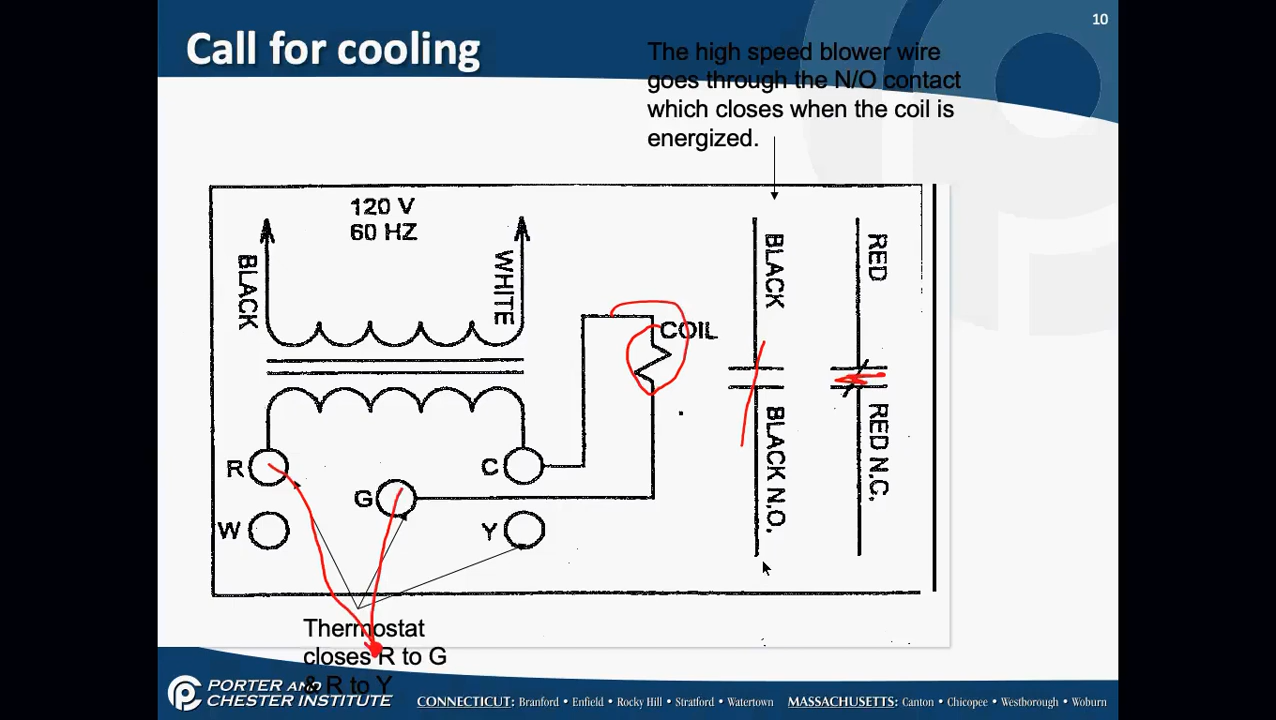 10
Call for cooling
The high speed blower wire
goes through the N/O contact
which closes when the coil is
energized.
120 V
60 HZ
BLACK
WHITE
COIL
BLACK
RED
BLACK N.O.
RED N.C.
R
C
G
W
Y
Thermostat
closes R to G
& R to Y
PORTER AND
CHESTER INSTITUTE
CONNECTICUT: Branford • Enfield • Rocky Hill • Stratford • Watertown
MASSACHUSETTS: Canton • Chicopee • Westborough • Woburn